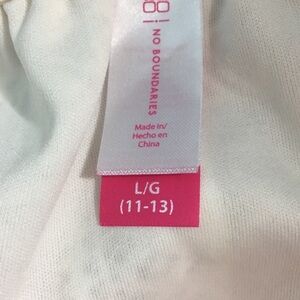 NO BOUNDARIES
Made in/
Hecho en
China
L/G
(11-13)